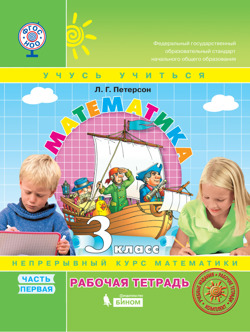 ФГОС
НОО
Федеральный государственный
образовательный стандарт
начального общего образования
УЧУСЬ УЧИТЬСЯ
Л. Г. Петерсон
МАТЕМАТИКА
3 класс
НЕПРЕРЫВНЫЙ КУРС МАТЕМАТИКИ
ЧАСТЬ
ПЕРВАЯ
РАБОЧАЯ ТЕТРАДЬ
БИНОМ